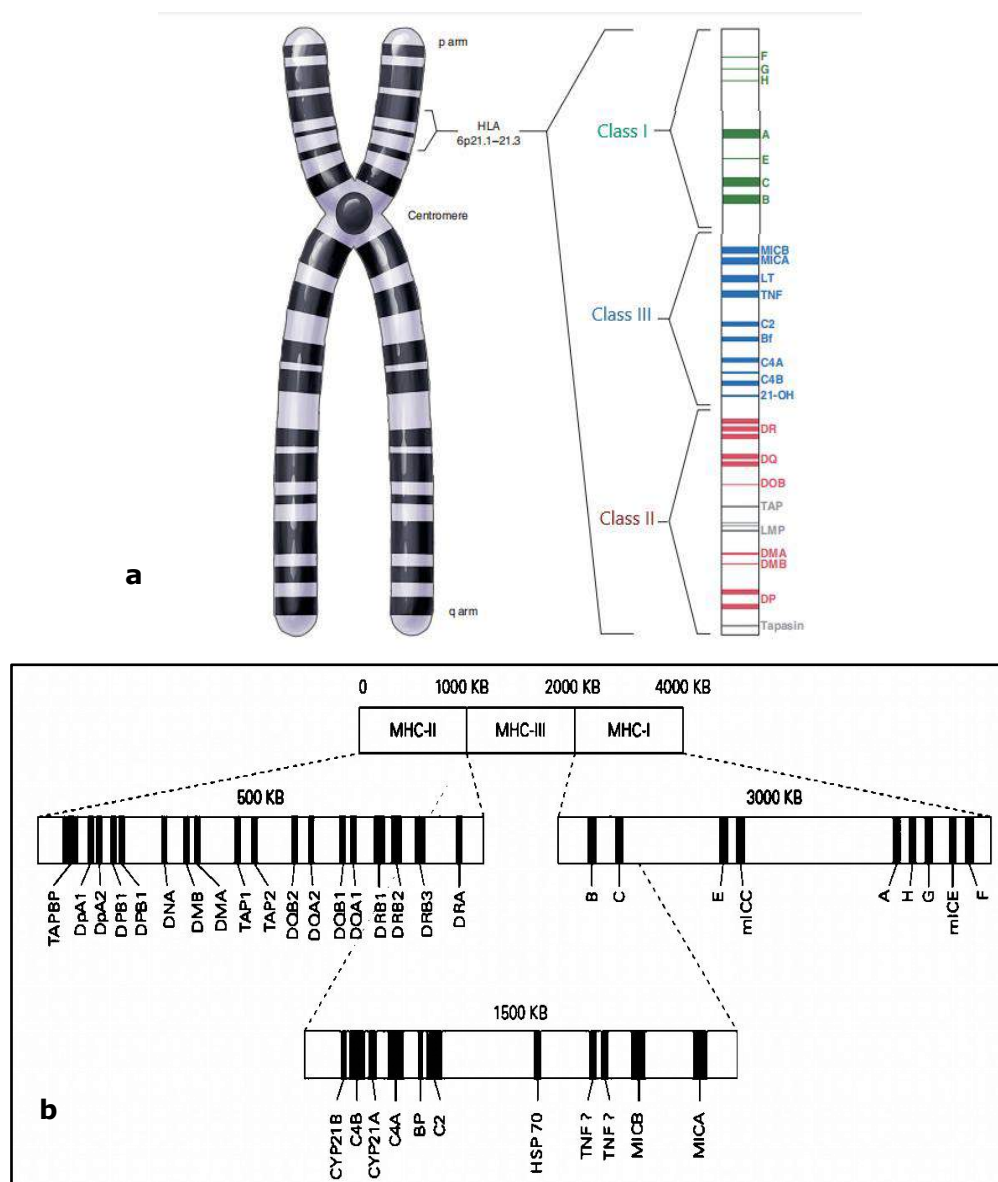 p arm
HLA
6p21.1–21.3
Centromere
q arm
Class I
Class III
Class II
F
G
H
A
E
C
B
MICB
MICA
LT
TNF
C2
Bf
C4A
C4B
21-OH
DR
DQ
DOB
TAP
LMP
DMA
DMB
DP
Tapasin
a
0 1000 KB 2000 KB 4000 KB
MHC-II MHC-III MHC-I
500 KB
3000 KB
TAPBP
DpA1
DpA2
DPB1
DPB1
DNA
DMB
DMA
TAP1
TAP2
DQB2
DQA2
DQB1
DQA1
DRB1
DRB2
DRB3
DRA
B
C
E
mICC
A
H
G
mICE
F
1500 KB
CYP21B
C4B
CYP21A
C4A
BP
C2
HSP 70
TNF ?
TNF ?
MICB
MICA
b